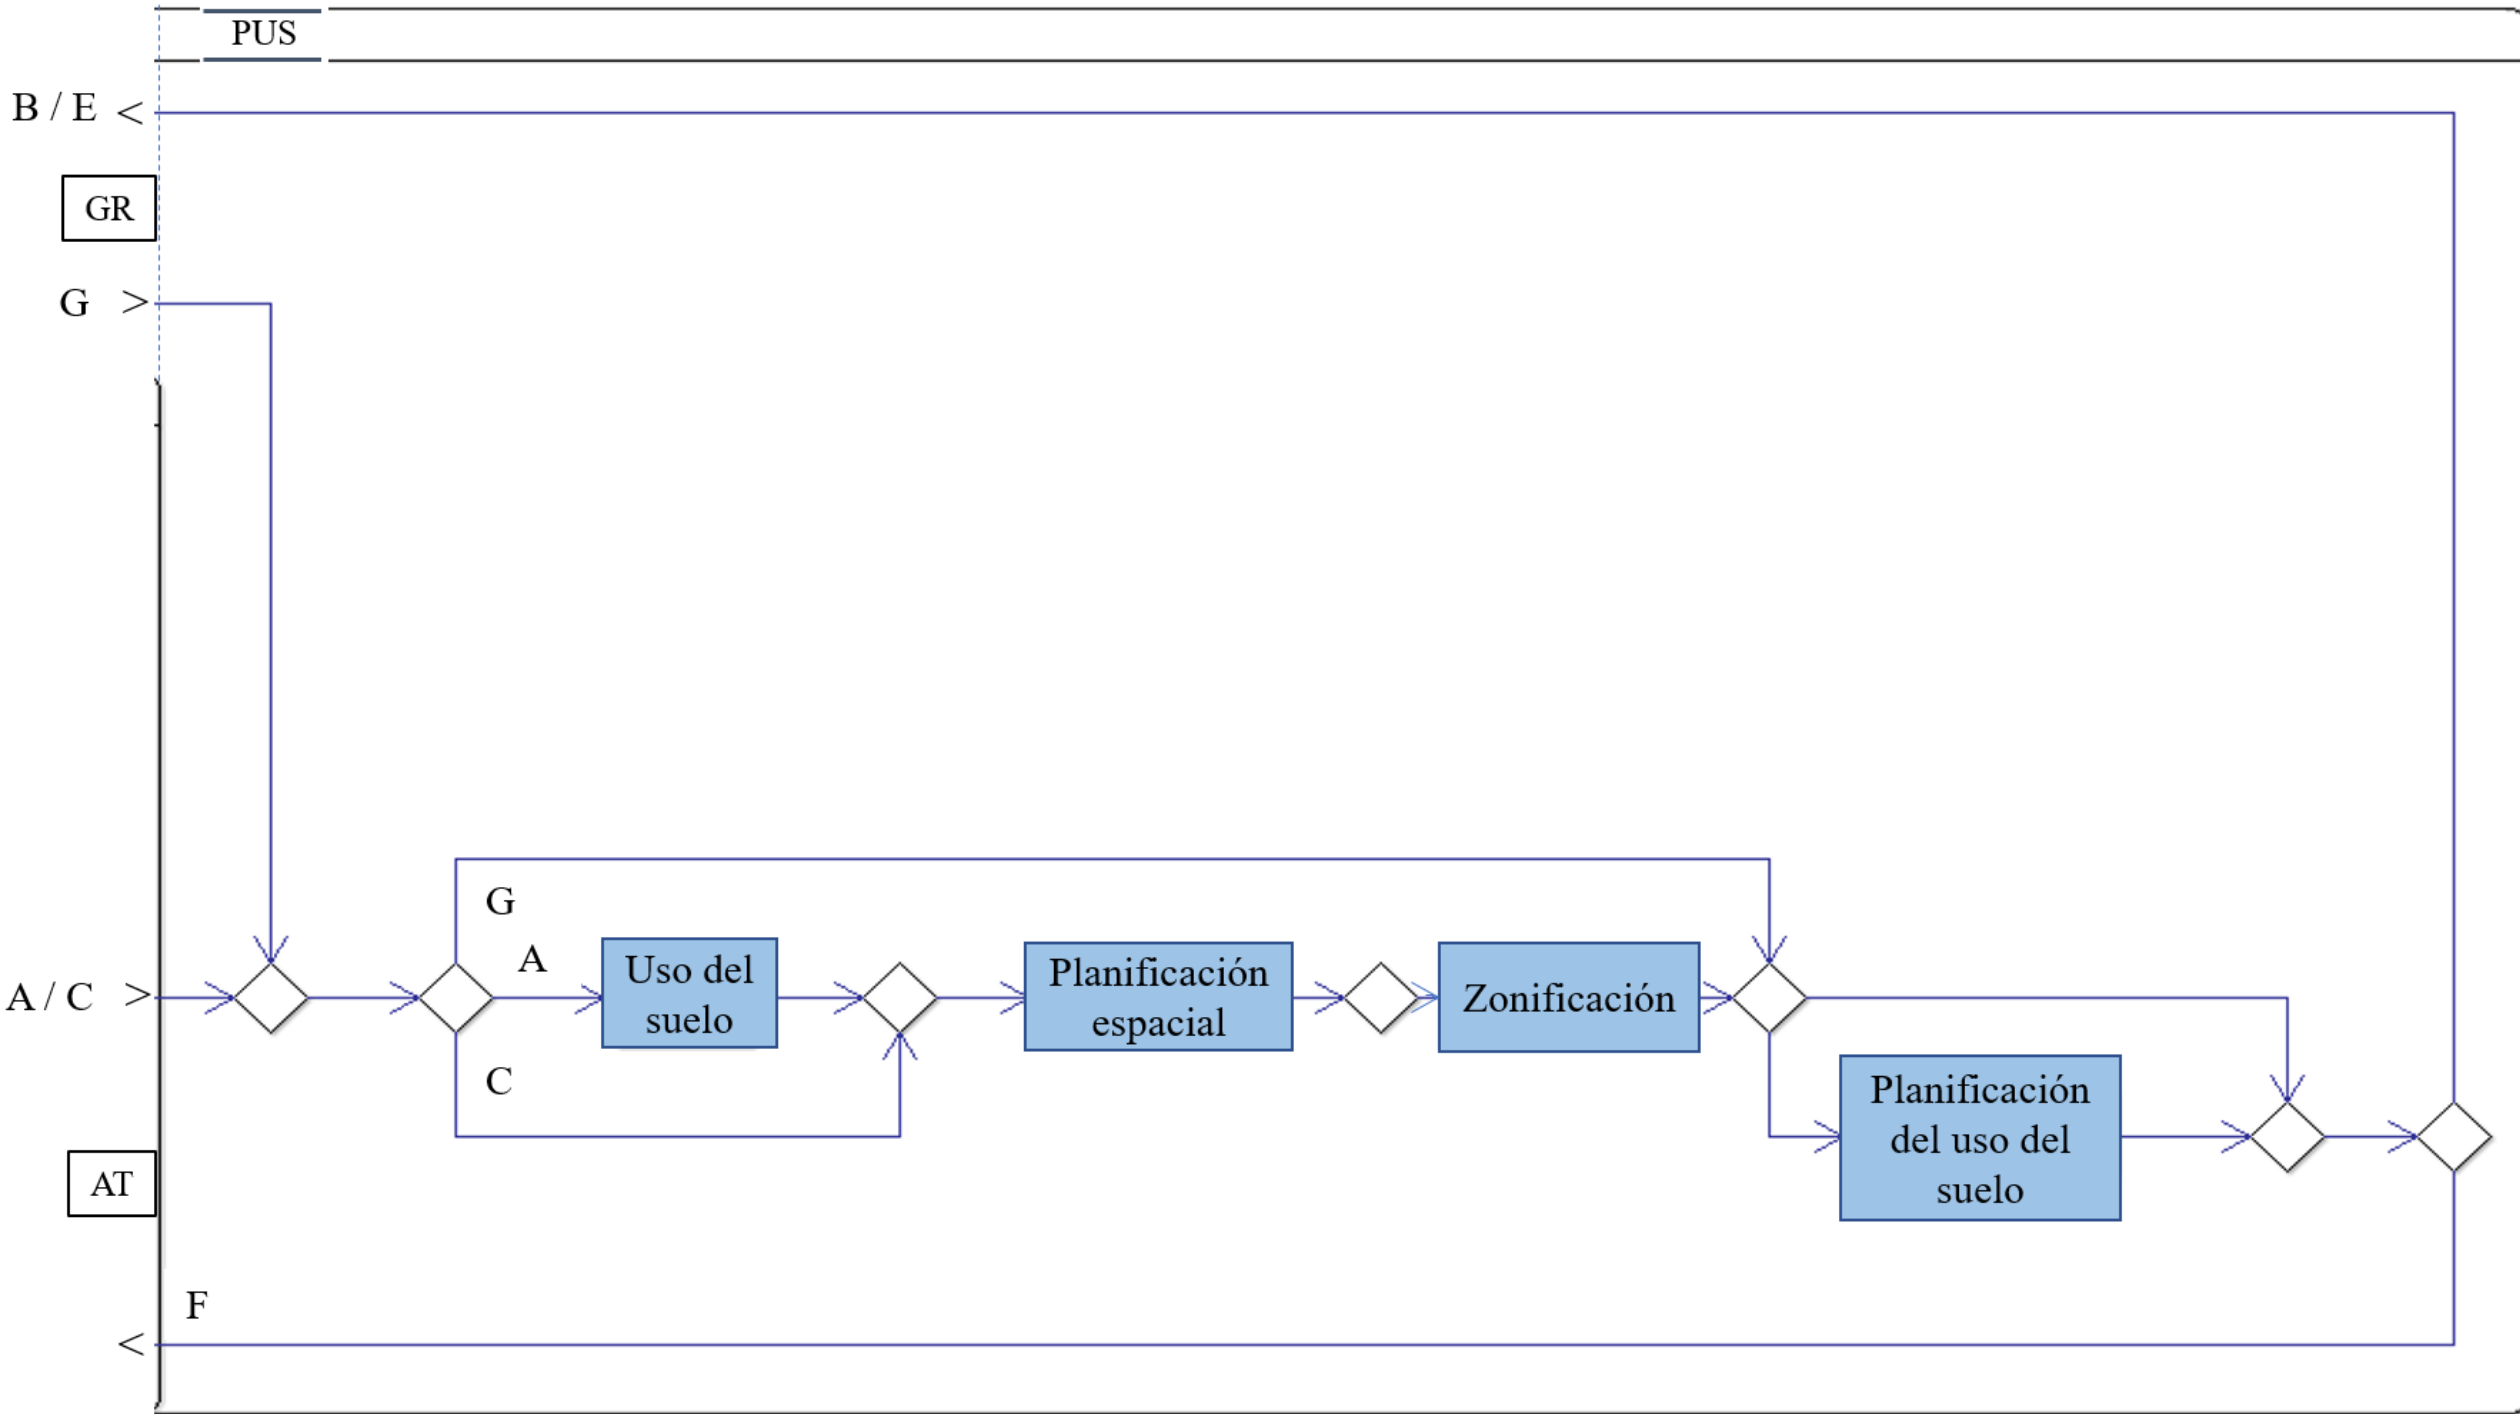 PUS
B / E <
GR
G >
G
A
Uso del
suelo
Planificación
espacial
Zonificación
A / C >
C
Planificación
del uso del
suelo
AT
F
<